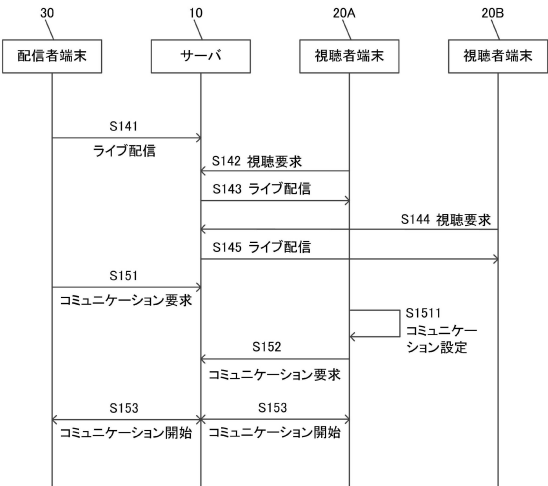 30 10 20A 20B
配信者端末 サーバ 視聴者端末 視聴者端末
S141
ライブ配信
S142 視聴要求
S143 ライブ配信
S144 視聴要求
S145 ライブ配信
S151
コミュニケーション要求
S1511
コミュニケー
ション設定
S152
コミュニケーション要求
S153 S153
コミュニケーション開始 コミュニケーション開始